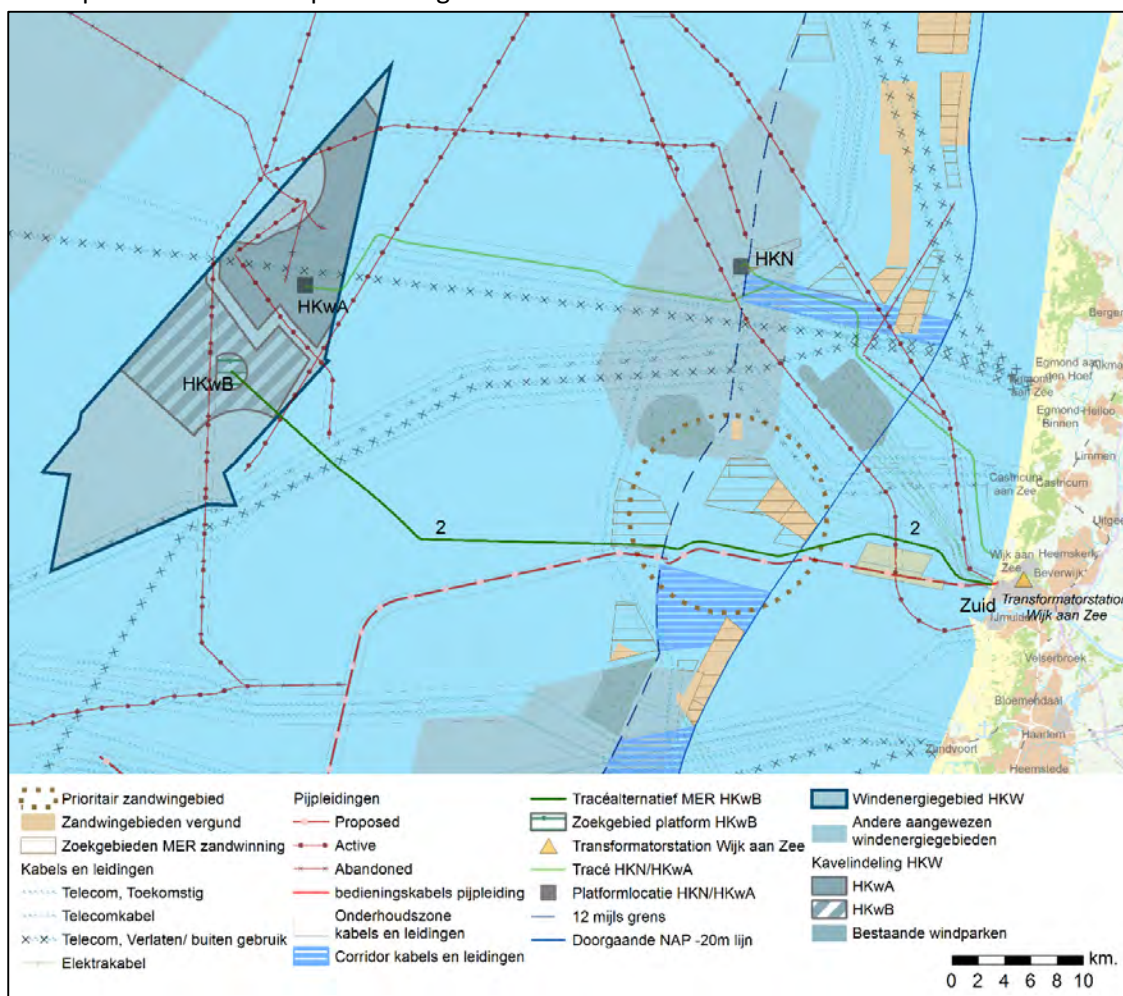 HKN
HKwA
HKwB
2
2
Bergen
Egmond aan
den Hoef
Alkma
Egmond
aan Zee
Egmond-
Binnen
Heiloo
Limmen
Castricum
aan Zee
Castricum
Uitgee
Wijk aan
Zee
Heemskerk
Beverwijk
Zuid
Transformatorstation
Wijk aan Zee
IJmuiden
Velserbroek
Bloemendaal
Haarlem
Zandvoort
Heemstede
Prioritair zandwingebied
Zandwingebieden vergund
Zoekgebieden MER zandwinning
Kabels en leidingen
Telecom, Toekomstig
Telecomkabel
Telecom, Verlaten/ buiten gebruik
Elektrakabel
Pijpleidingen
Proposed
Active
Abandoned
bedieningskabels pijpleiding
Onderhoudszone
kabels en leidingen
Corridor kabels en leidingen
Tracéalternatief MER HKwB
Zoekgebied platform HKwB
Transformatorstation Wijk aan Zee
Tracé HKN/HKwA
Platformlocatie HKN/HKwA
12 mijls grens
Doorgaande NAP -20m lijn
Windenergiegebied HKW
Andere aangewezen
windenergiegebieden
Kavelindeling HKW
HKwA
HKwB
Bestaande windparken
km.
0 2 4 6 8 10